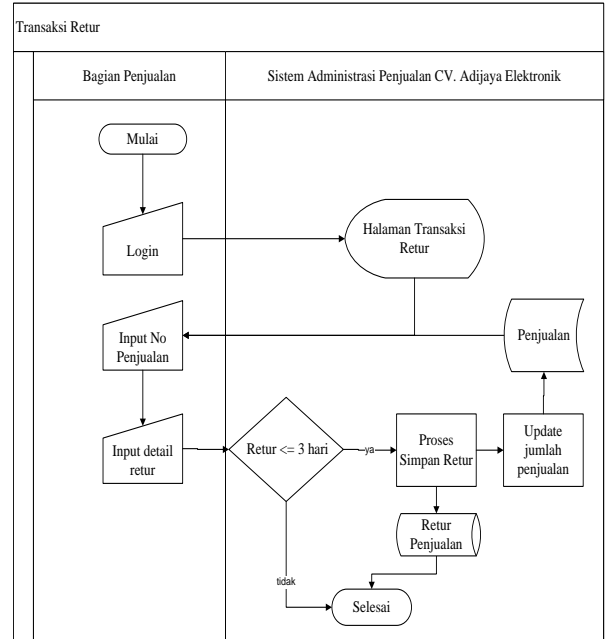 Transaksi Retur
Bagian Penjualan
Sistem Administrasi Penjualan CV. Adijaya Elektronik
Mulai
Login
Halaman Transaksi
Retur
Input No
Penjualan
Penjualan
Input detail
retur
Retur <= 3 hari
ya
Proses
Simpan Retur
Update
jumlah
penjualan
Retur
Penjualan
tidak
Selesai